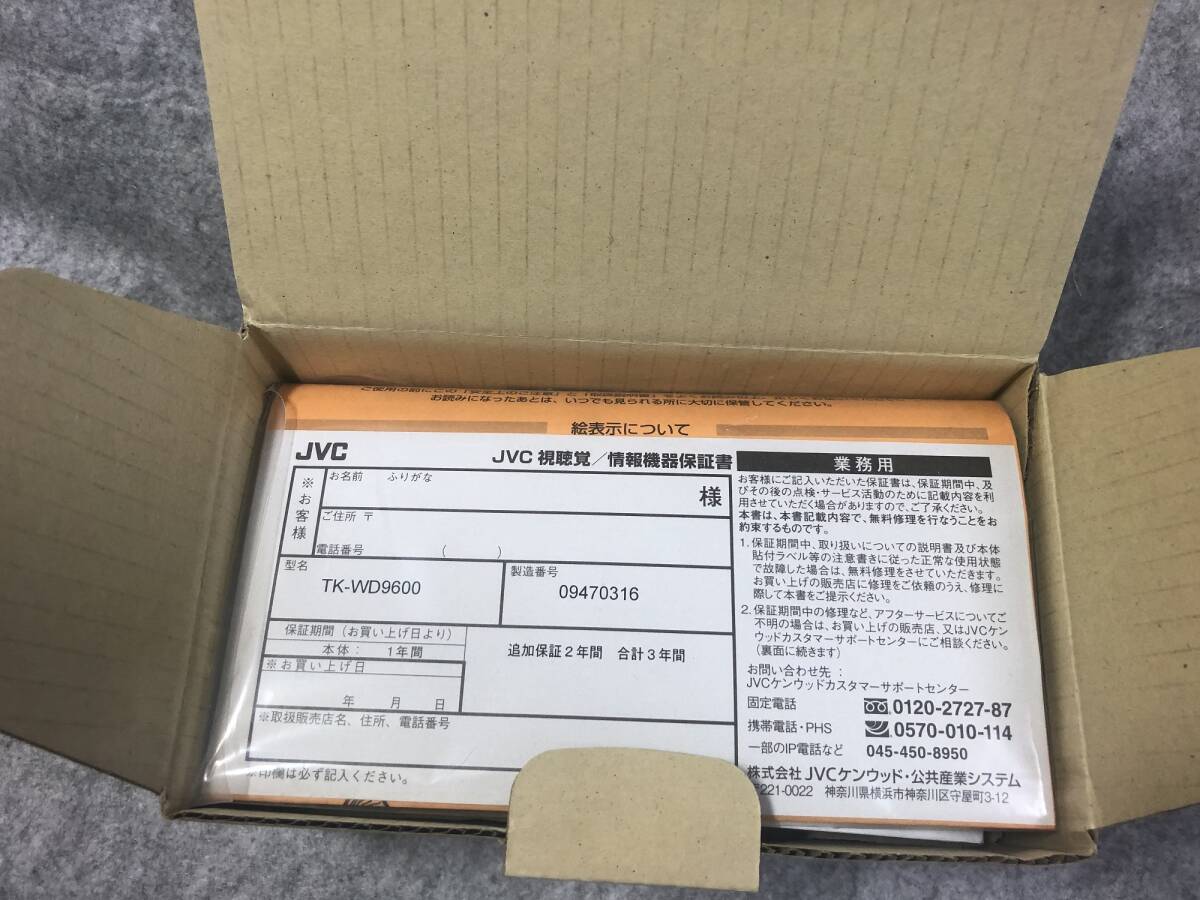 お読みになったあとは、いつでも見られる所に大切に保管してください。
絵表示について
JVC
JVC 視聴覚／情報機器保証書
※お客様
お名前 ふりがな
様
ご住所 〒
電話番号 ( )
型名
TK-WD9600
製造番号
09470316
保証期間（お買い上げ日より）
本体： 1年間
追加保証2年間 合計3年間
※お買い上げ日
年 月 日
※取扱販売店名、住所、電話番号
※印欄は必ず記入ください。
業務用
お客様にご記入いただいた保証書は、保証期間中、及
びその後の点検・サービス活動のために記載内容を利
用させていただく場合がありますので、ご了承ください。
本書は、本書記載内容で、無料修理を行なうことをお
約束するものです。
1. 保証期間中、取り扱いについての説明書及び本体
貼付ラベル等の注意書きに従った正常な使用状態
で故障した場合は、無料修理をさせていただきます。
お買い上げの販売店に修理をご依頼のうえ、修理に
際して本書をご提示ください。
2. 保証期間中の修理など、アフターサービスについてご
不明の場合は、お買い上げの販売店、又はJVCケン
ウッドカスタマーサポートセンターにご相談ください。
（裏面に続きます）
お問い合わせ先：
JVCケンウッドカスタマーサポートセンター
固定電話 0120-2727-87
携帯電話・PHS 0570-010-114
一部のIP電話など 045-450-8950
株式会社 JVCケンウッド・公共産業システム
〒221-0022 神奈川県横浜市神奈川区守屋町3-12